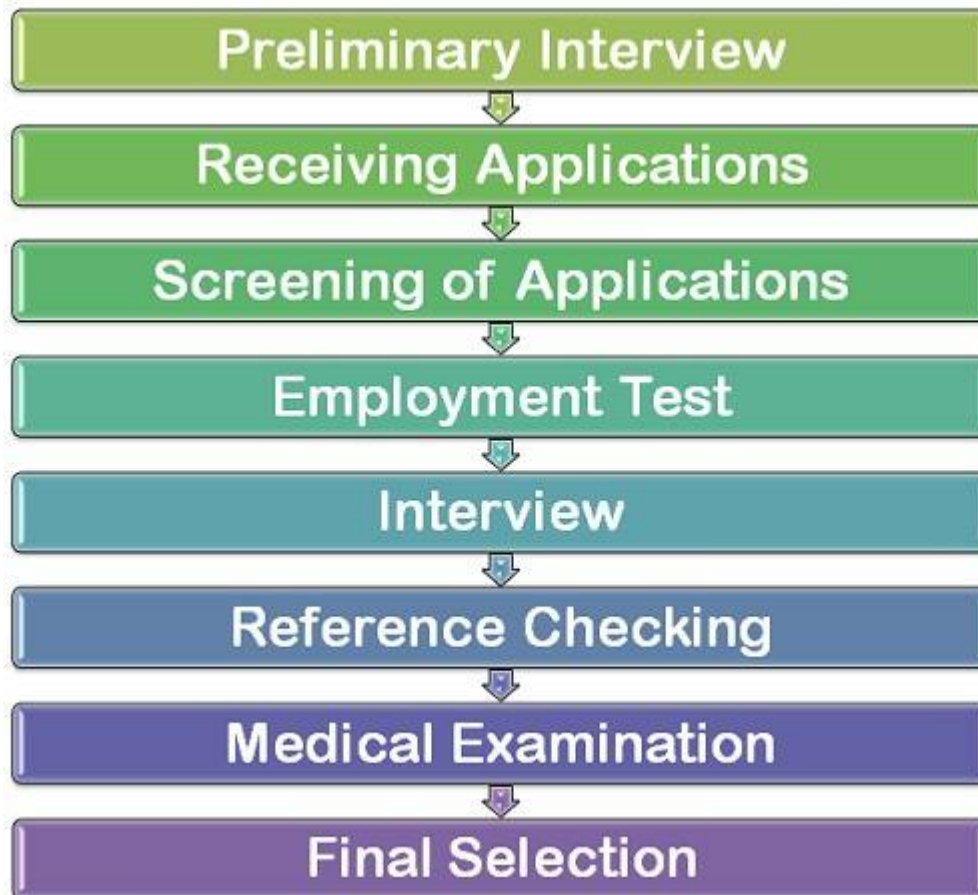 Preliminary Interview
Receiving Applications
Screening of Applications
Employment Test
Interview
Reference Checking
Medical Examination
Final Selection